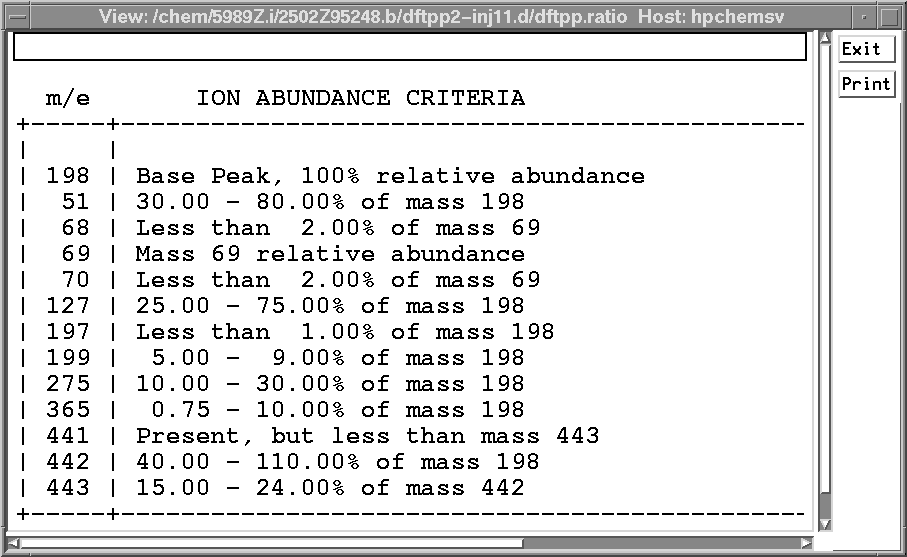 View: /chem/5989Z.i/2502Z95248.b/dftpp2-inj11.d/dftpp.ratio Host: hpchemsv
Exit
Print
m/e ION ABUNDANCE CRITERIA
+-----+----------------------------------------------
| |
| 198 | Base Peak, 100% relative abundance
| 51 | 30.00 - 80.00% of mass 198
| 68 | Less than 2.00% of mass 69
| 69 | Mass 69 relative abundance
| 70 | Less than 2.00% of mass 69
| 127 | 25.00 - 75.00% of mass 198
| 197 | Less than 1.00% of mass 198
| 199 | 5.00 - 9.00% of mass 198
| 275 | 10.00 - 30.00% of mass 198
| 365 | 0.75 - 10.00% of mass 198
| 441 | Present, but less than mass 443
| 442 | 40.00 - 110.00% of mass 198
| 443 | 15.00 - 24.00% of mass 442
+-----+----------------------------------------------